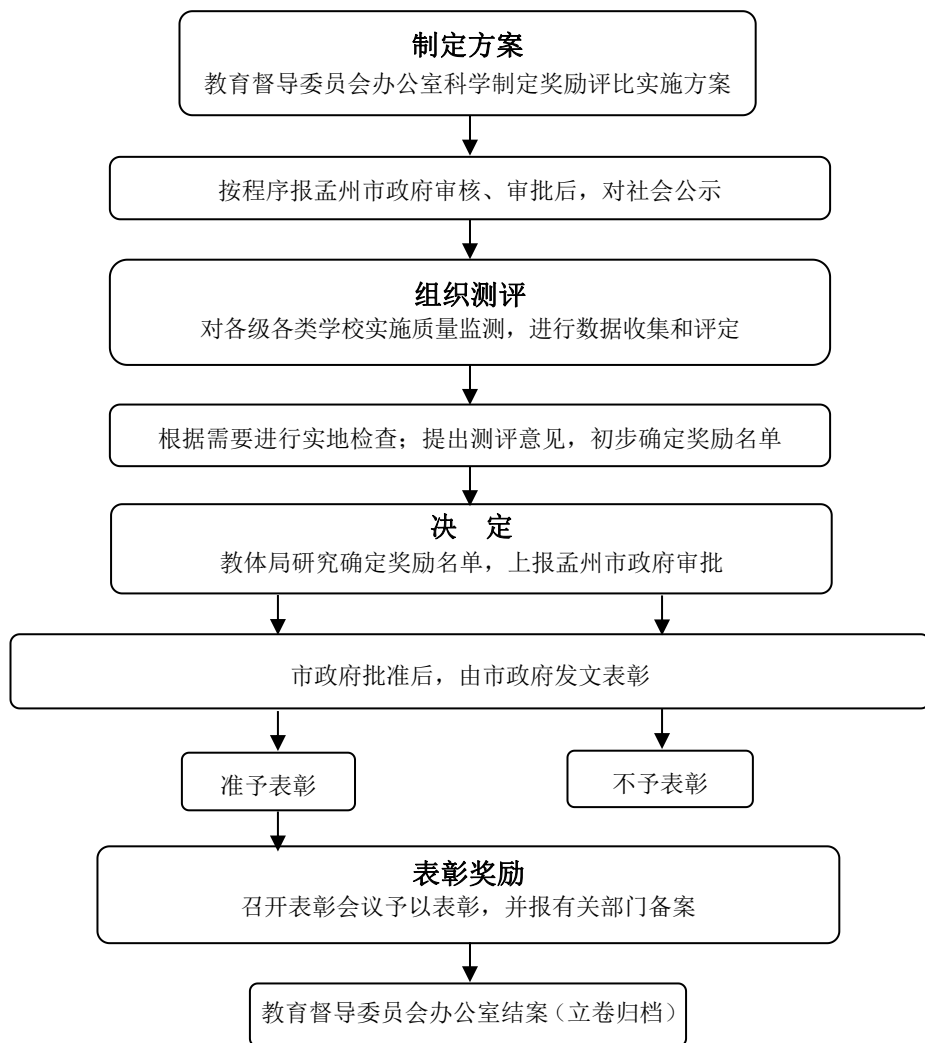 制定方案
教育督导委员会办公室科学制定奖励评比实施方案
按程序报孟州市政府审核、审批后，对社会公示
组织测评
对各级各类学校实施质量监测，进行数据收集和评定
根据需要进行实地检查；提出测评意见，初步确定奖励名单
决　定
教体局研究确定奖励名单，上报孟州市政府审批
市政府批准后，由市政府发文表彰
准予表彰
不予表彰
表彰奖励
召开表彰会议予以表彰，并报有关部门备案
教育督导委员会办公室结案（立卷归档）